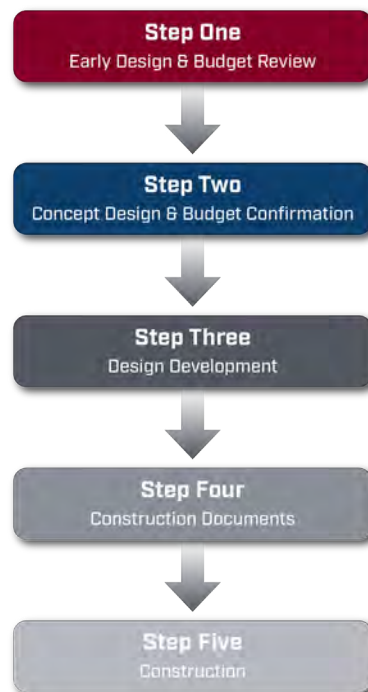 Step One
Early Design & Budget Review
Step Two
Concept Design & Budget Confirmation
Step Three
Design Development
Step Four
Construction Documents
Step Five
Construction